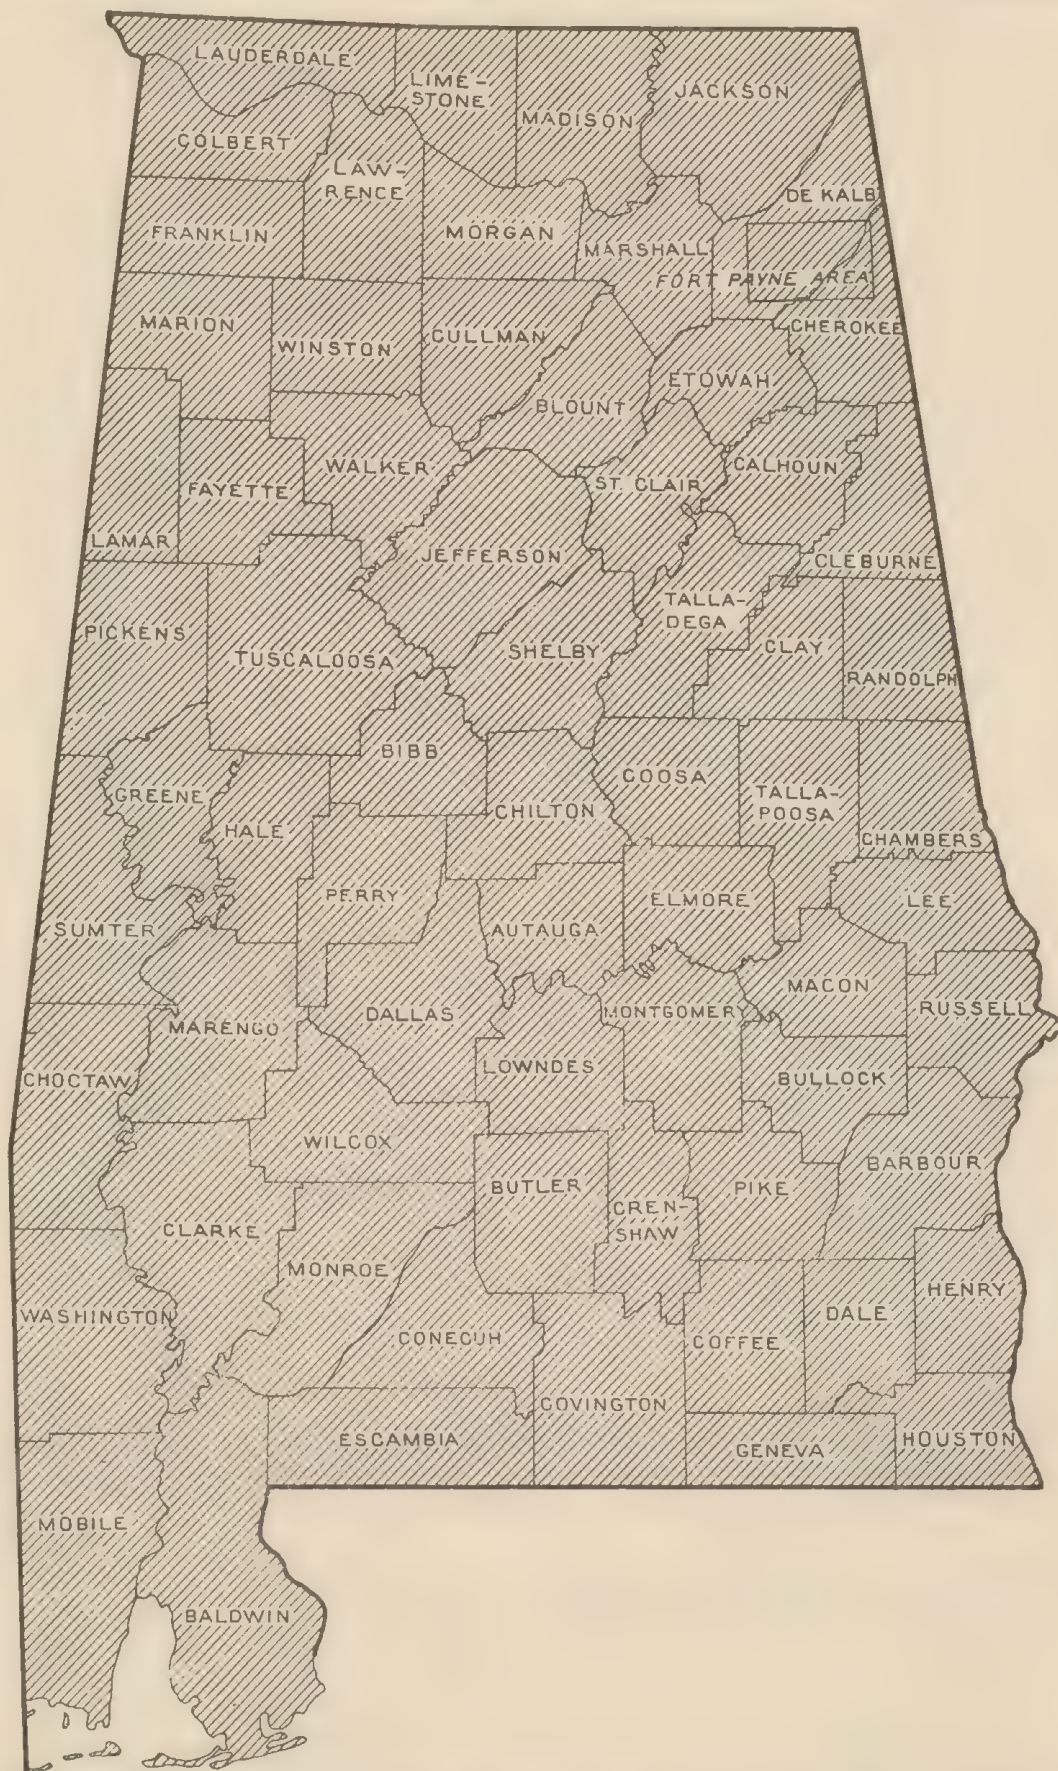 LAUDERDALE
LIME-
STONE
MADISON
JACKSON
COLBERT
LAW-
RENCE
DE KALB
FRANKLIN
MORGAN
MARSHALL
FORT PAYNE AREA
MARION
WINSTON
CULLMAN
CHEROKEE
ETOWAH
BLOUNT
WALKER
ST. CLAIR
CALHOUN
FAYETTE
LAMAR
JEFFERSON
CLEBURNE
TALLA-
DEGA
PICKENS
TUSCALOOSA
SHELBY
CLAY
RANDOLPH
BIBB
COOSA
GREENE
TALLA-
POOSA
HALE
CHILTON
CHAMBERS
PERRY
ELMORE
LEE
SUMTER
AUTAUGA
MACON
MARENGO
DALLAS
MONTGOMERY
RUSSELL
CHOCTAW
LOWNDES
BULLOCK
WILCOX
BARBOUR
BUTLER
PIKE
CREN-
SHAW
CLARKE
MONROE
HENRY
WASHINGTON
CONECUH
COFFEE
DALE
COVINGTON
ESCAMBIA
GENEVA
HOUSTON
MOBILE
BALDWIN